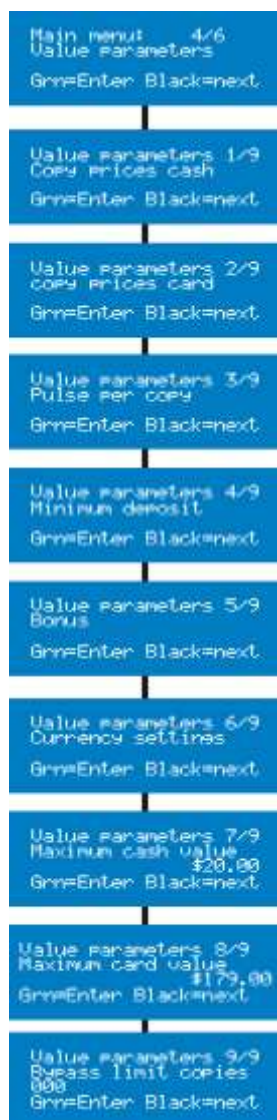 Main menu: 4/6
Value parameters
Grn=Enter Black=next
Value parameters 1/9
Copy prices cash
Grn=Enter Black=next
Value parameters 2/9
copy prices card
Grn=Enter Black=next
Value parameters 3/9
Pulse per copy
Grn=Enter Black=next
Value parameters 4/9
Minimum deposit
Grn=Enter Black=next
Value parameters 5/9
Bonus
Grn=Enter Black=next
Value parameters 6/9
Currency settings
Grn=Enter Black=next
Value parameters 7/9
Maximum cash value
$20.00
Grn=Enter Black=next
Value parameters 8/9
Maximum card value
$179.00
Grn=Enter Black=next
Value parameters 9/9
Bypass limit copies
000
Grn=Enter Black=next